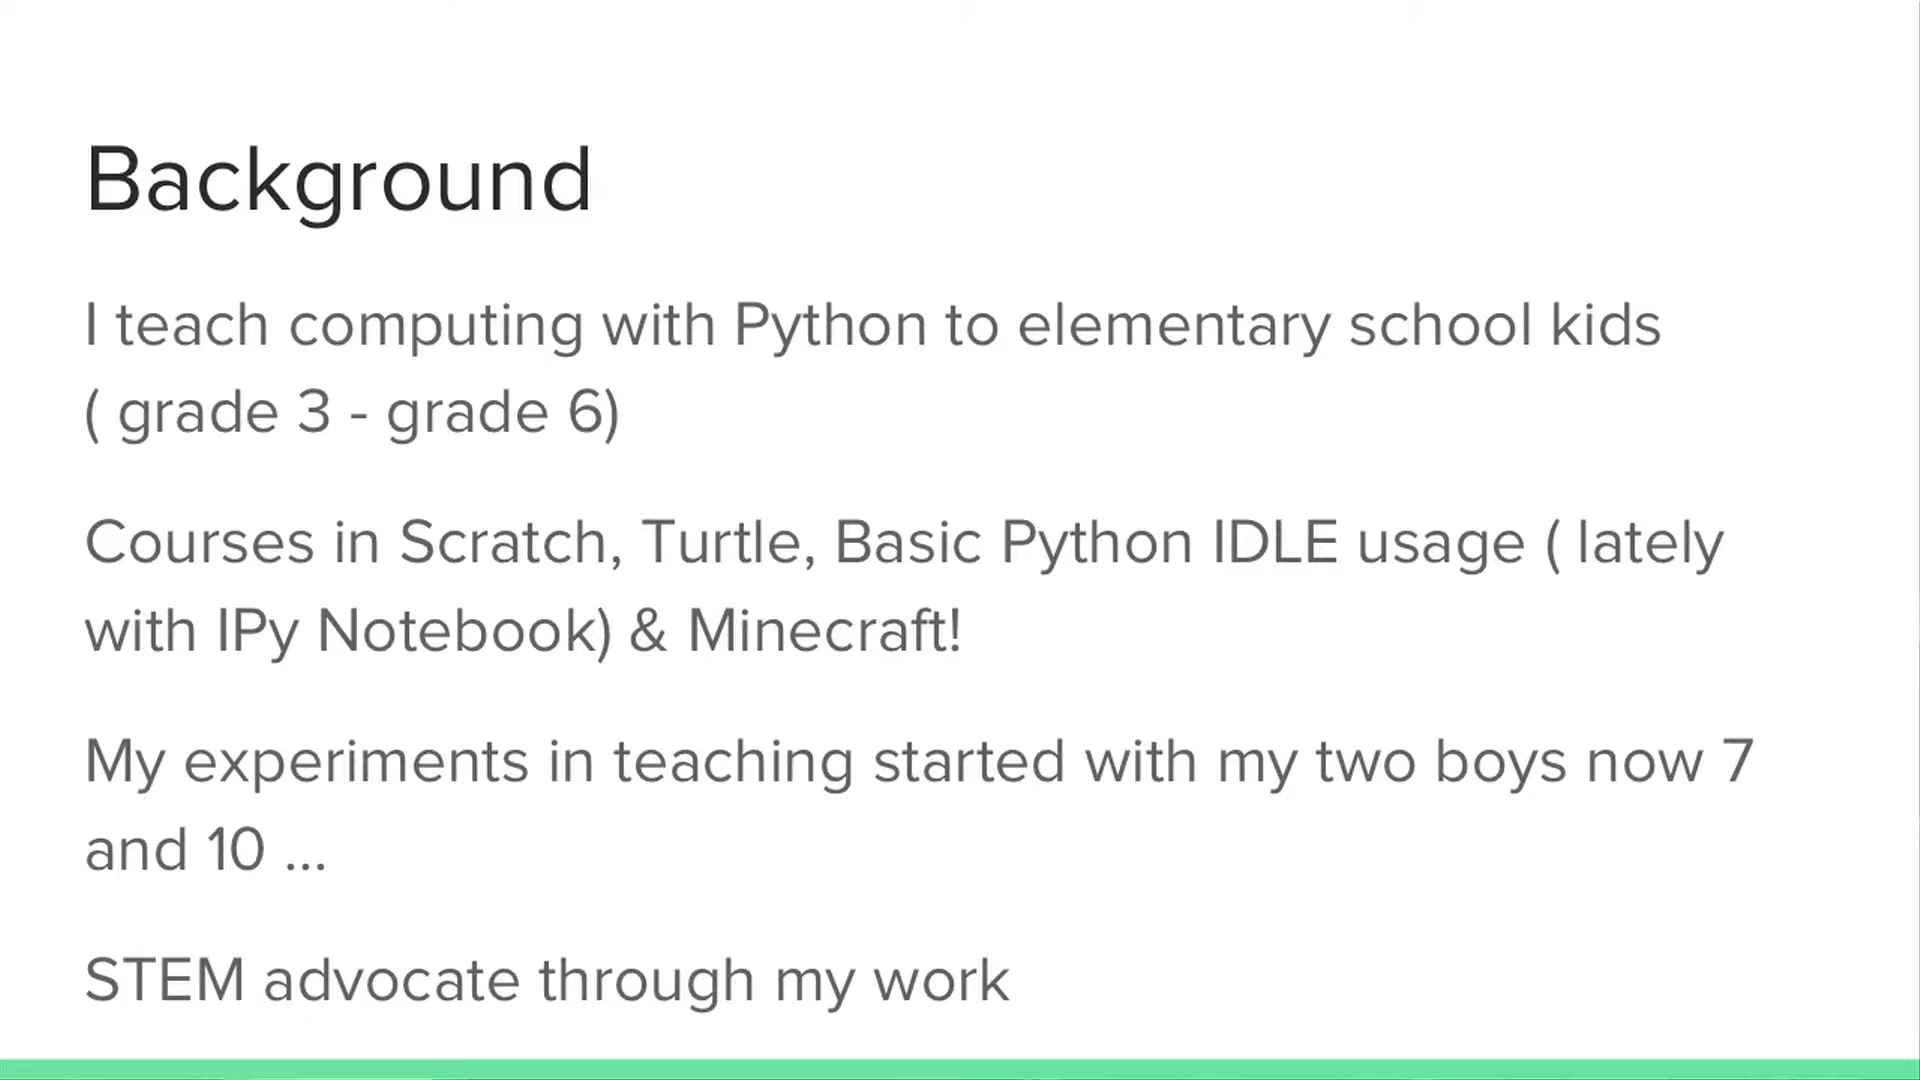 Background
I teach computing with Python to elementary school kids
( grade 3 - grade 6)
Courses in Scratch, Turtle, Basic Python IDLE usage ( lately
with IPy Notebook) & Minecraft!
My experiments in teaching started with my two boys now 7
and 10 ...
STEM advocate through my work